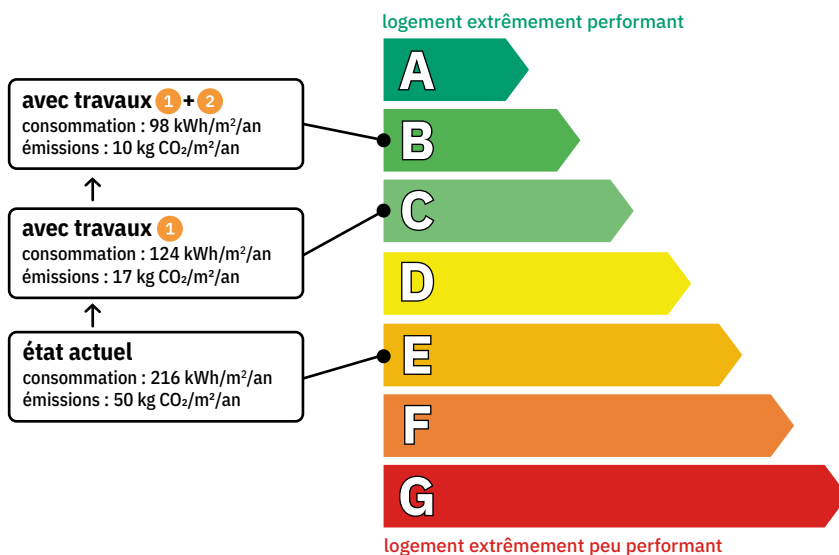 logement extrêmement performant
A
avec travaux 1 + 2
consommation : 98 kWh/m²/an
émissions : 10 kg CO₂/m²/an
B
avec travaux 1
consommation : 124 kWh/m²/an
émissions : 17 kg CO₂/m²/an
C
D
état actuel
consommation : 216 kWh/m²/an
émissions : 50 kg CO₂/m²/an
E
F
G
logement extrêmement peu performant